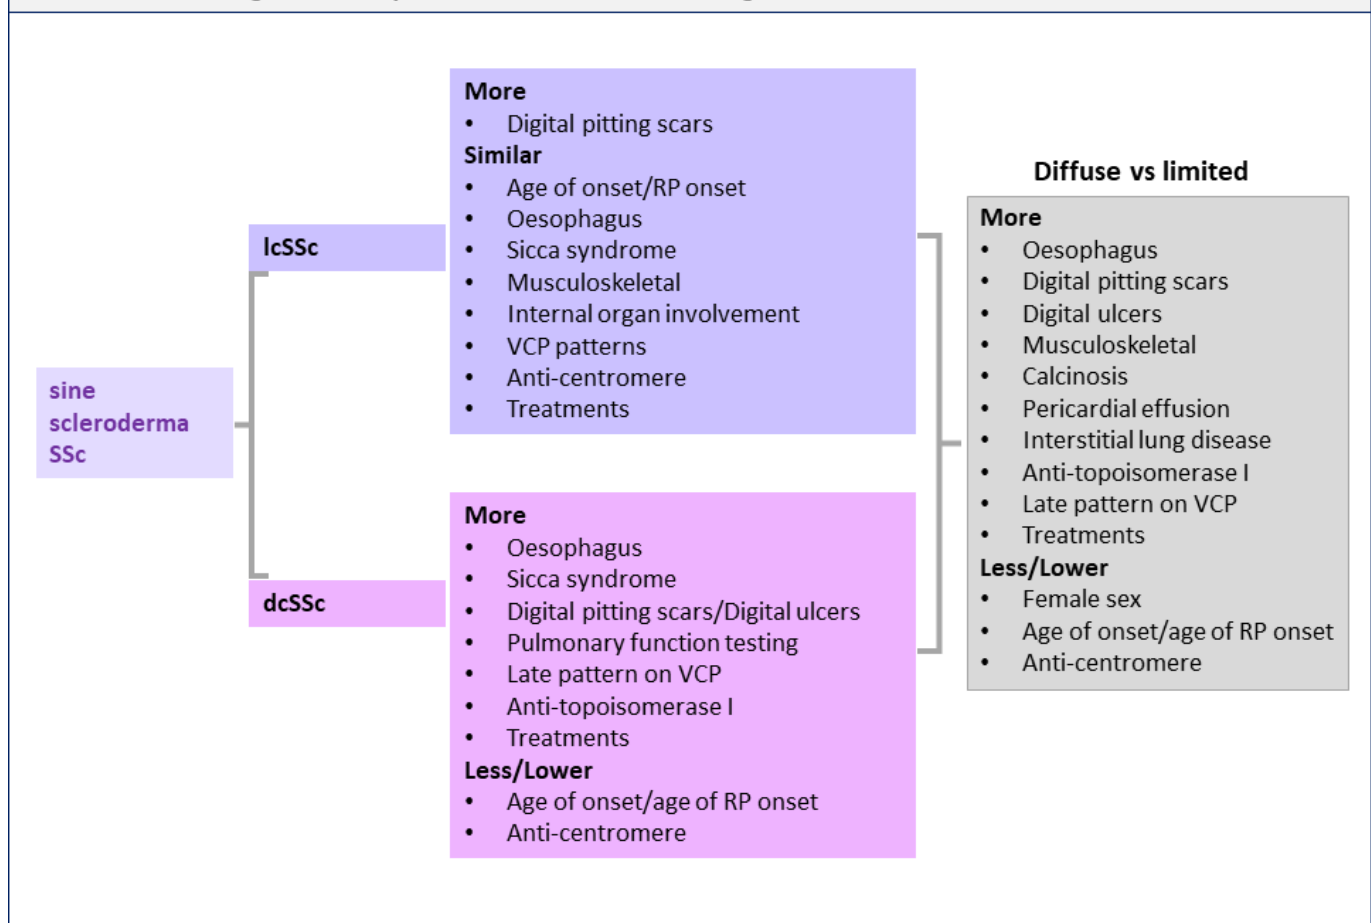 sine
scleroderma
SSc
lcSSc
More
• Digital pitting scars
Similar
• Age of onset/RP onset
• Oesophagus
• Sicca syndrome
• Musculoskeletal
• Internal organ involvement
• VCP patterns
• Anti-centromere
• Treatments
dcSSc
More
• Oesophagus
• Sicca syndrome
• Digital pitting scars/Digital ulcers
• Pulmonary function testing
• Late pattern on VCP
• Anti-topoisomerase I
• Treatments
Less/Lower
• Age of onset/age of RP onset
• Anti-centromere
Diffuse vs limited
More
• Oesophagus
• Digital pitting scars
• Digital ulcers
• Musculoskeletal
• Calcinosis
• Pericardial effusion
• Interstitial lung disease
• Anti-topoisomerase I
• Late pattern on VCP
• Treatments
Less/Lower
• Female sex
• Age of onset/age of RP onset
• Anti-centromere